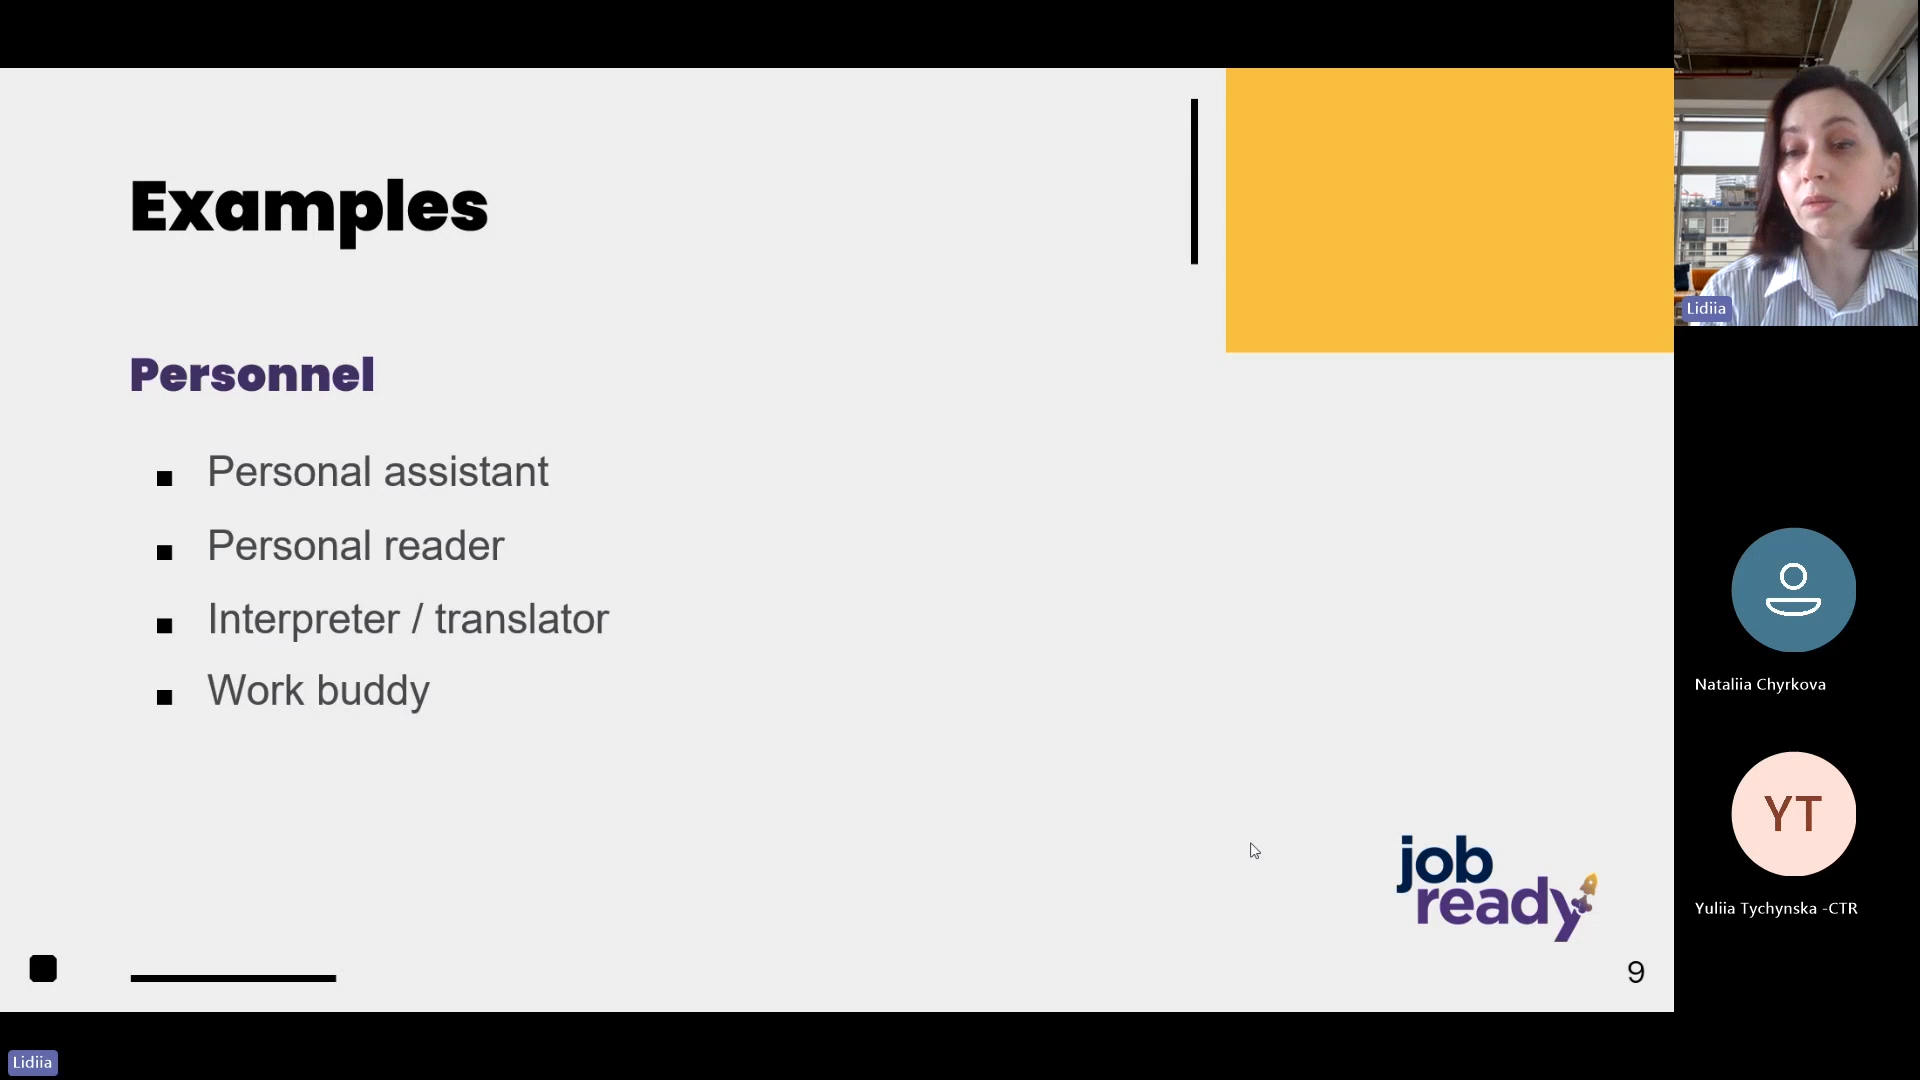 Examples
Personnel
Personal assistant
Personal reader
Interpreter / translator
Work buddy
job
ready
9
Lidiia
Nataliia Chyrkova
YT
Yuliia Tychynska -CTR
Lidiia